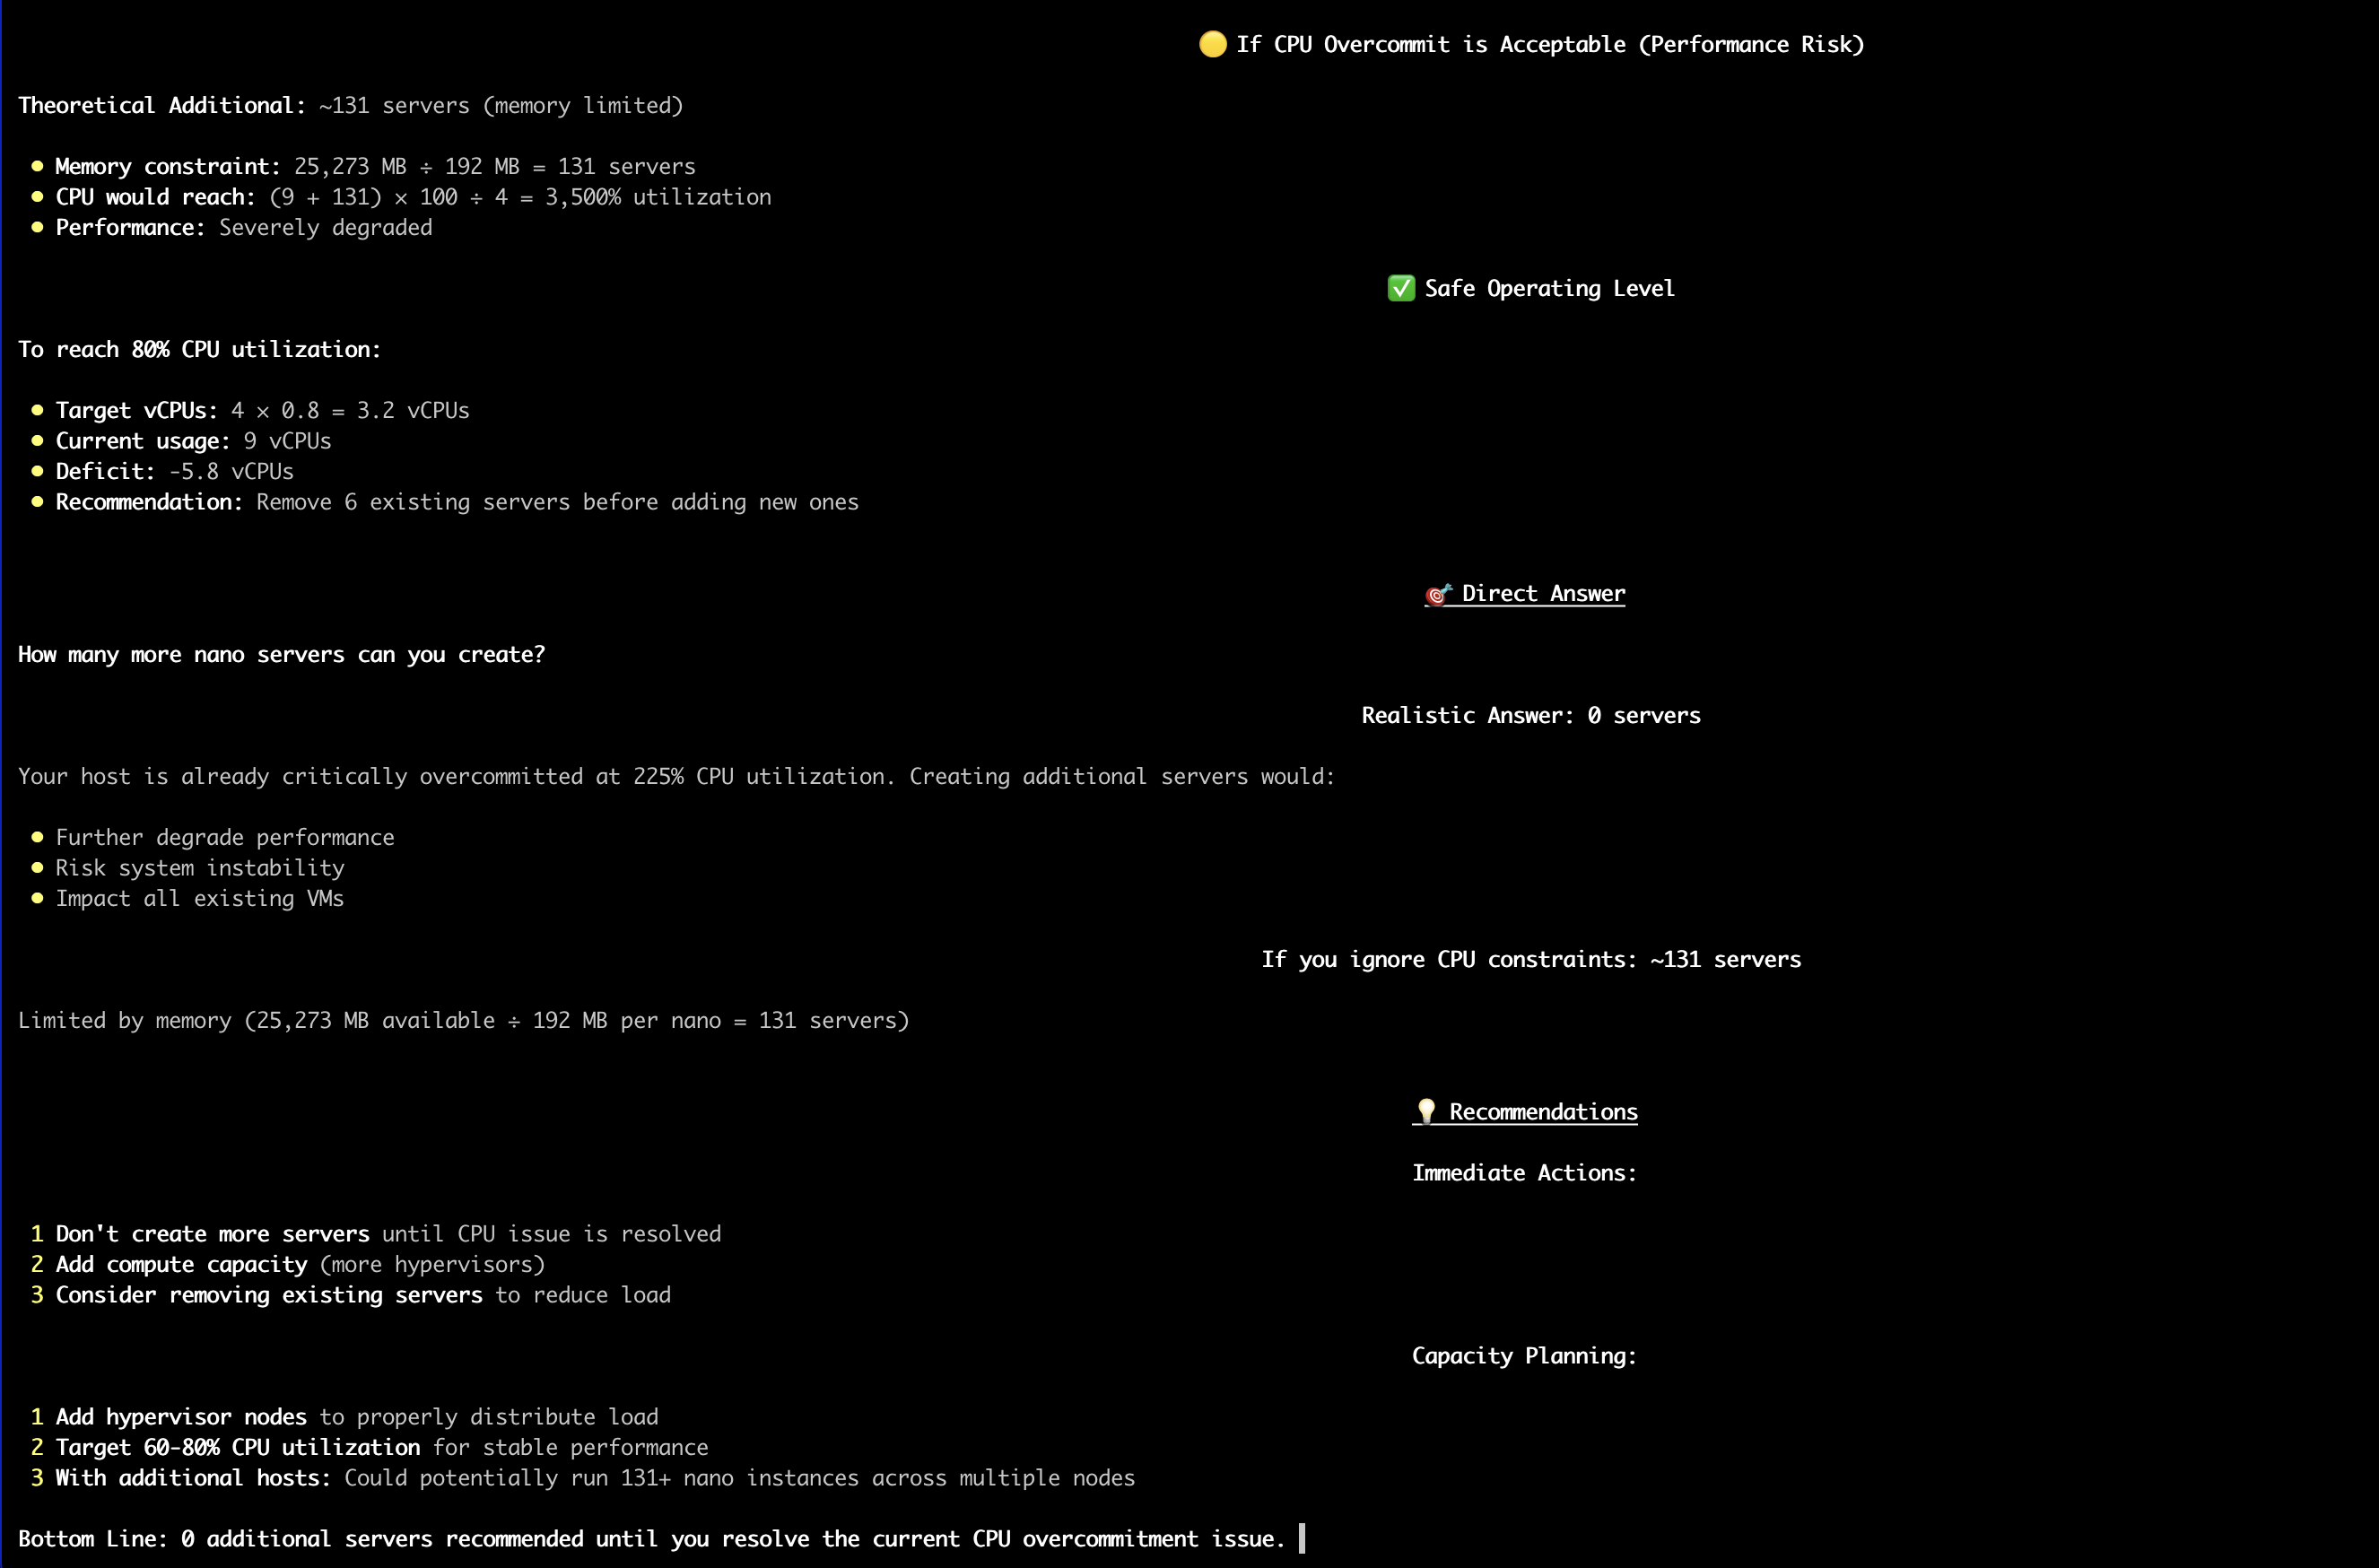 🟡 If CPU Overcommit is Acceptable (Performance Risk)
Theoretical Additional: ~131 servers (memory limited)
• Memory constraint: 25,273 MB ÷ 192 MB = 131 servers
• CPU would reach: (9 + 131) × 100 ÷ 4 = 3,500% utilization
• Performance: Severely degraded
✅ Safe Operating Level
To reach 80% CPU utilization:
• Target vCPUs: 4 × 0.8 = 3.2 vCPUs
• Current usage: 9 vCPUs
• Deficit: -5.8 vCPUs
• Recommendation: Remove 6 existing servers before adding new ones
🎯 Direct Answer
How many more nano servers can you create?
Realistic Answer: 0 servers
Your host is already critically overcommitted at 225% CPU utilization. Creating additional servers would:
• Further degrade performance
• Risk system instability
• Impact all existing VMs
If you ignore CPU constraints: ~131 servers
Limited by memory (25,273 MB available ÷ 192 MB per nano = 131 servers)
💡 Recommendations
Immediate Actions:
1 Don't create more servers until CPU issue is resolved
2 Add compute capacity (more hypervisors)
3 Consider removing existing servers to reduce load
Capacity Planning:
1 Add hypervisor nodes to properly distribute load
2 Target 60-80% CPU utilization for stable performance
3 With additional hosts: Could potentially run 131+ nano instances across multiple nodes
Bottom Line: 0 additional servers recommended until you resolve the current CPU overcommitment issue.